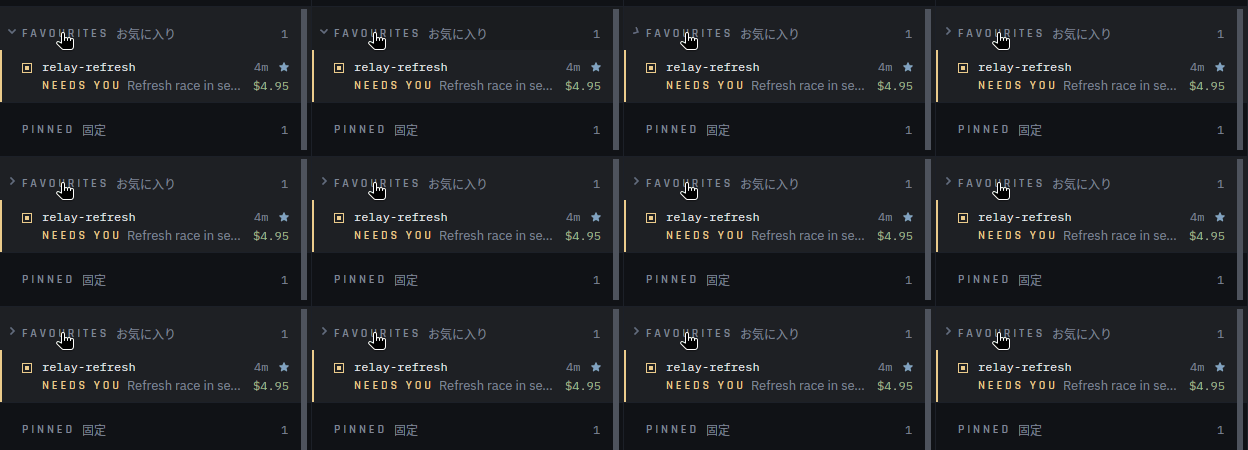 FAVOURITES お気に入り 1 FAVOURITES お気に入り 1 FAVOURITES お気に入り 1 FAVOURITES お気に入り 1
relay-refresh 4m relay-refresh 4m relay-refresh 4m relay-refresh 4m
NEEDS YOU Refresh race in se... $4.95 NEEDS YOU Refresh race in se... $4.95 NEEDS YOU Refresh race in se... $4.95 NEEDS YOU Refresh race in se... $4.95
PINNED 固定 1 PINNED 固定 1 PINNED 固定 1 PINNED 固定 1
FAVOURITES お気に入り 1 FAVOURITES お気に入り 1 FAVOURITES お気に入り 1 FAVOURITES お気に入り 1
relay-refresh 4m relay-refresh 4m relay-refresh 4m relay-refresh 4m
NEEDS YOU Refresh race in se... $4.95 NEEDS YOU Refresh race in se... $4.95 NEEDS YOU Refresh race in se... $4.95 NEEDS YOU Refresh race in se... $4.95
PINNED 固定 1 PINNED 固定 1 PINNED 固定 1 PINNED 固定 1
FAVOURITES お気に入り 1 FAVOURITES お気に入り 1 FAVOURITES お気に入り 1 FAVOURITES お気に入り 1
relay-refresh 4m relay-refresh 4m relay-refresh 4m relay-refresh 4m
NEEDS YOU Refresh race in se... $4.95 NEEDS YOU Refresh race in se... $4.95 NEEDS YOU Refresh race in se... $4.95 NEEDS YOU Refresh race in se... $4.95
PINNED 固定 1 PINNED 固定 1 PINNED 固定 1 PINNED 固定 1